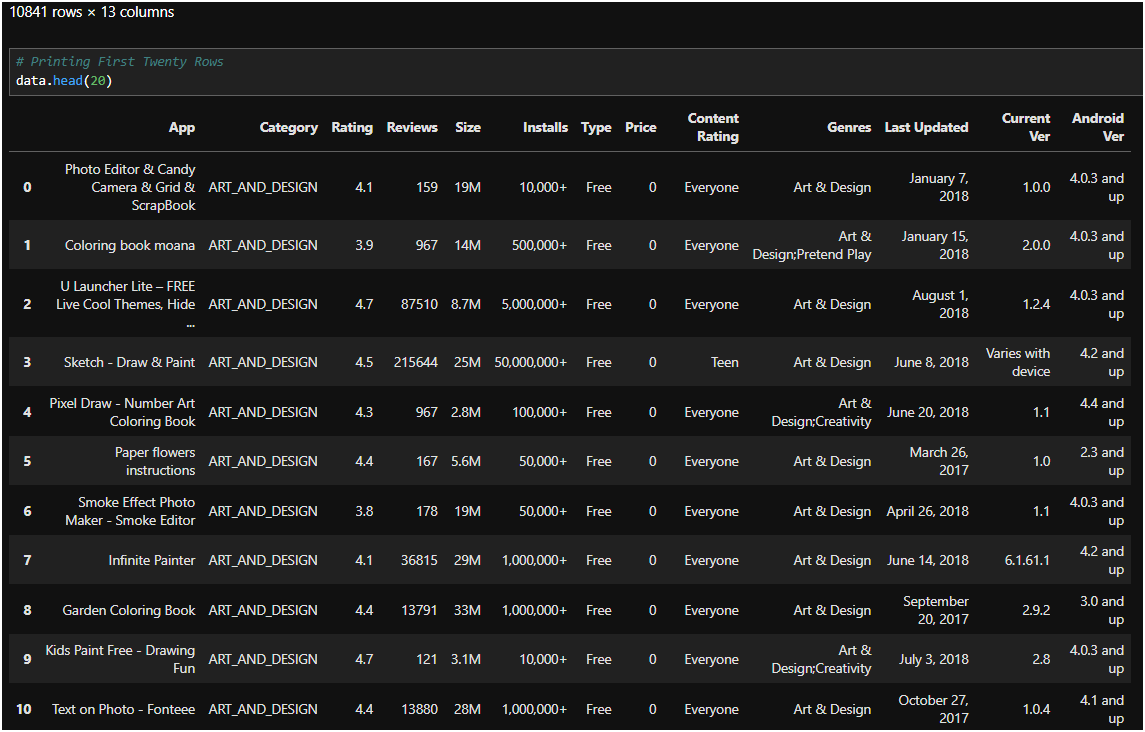 10841 rows × 13 columns
# Printing First Twenty Rows
data.head(20)
App Category Rating Reviews Size Installs Type Price Content Rating Genres Last Updated Current Ver Android Ver
0 Photo Editor & Candy Camera & Grid & ScrapBook ART_AND_DESIGN 4.1 159 19M 10,000+ Free 0 Everyone Art & Design January 7, 2018 1.0.0 4.0.3 and up
1 Coloring book moana ART_AND_DESIGN 3.9 967 14M 500,000+ Free 0 Everyone Art & Design;Pretend Play January 15, 2018 2.0.0 4.0.3 and up
2 U Launcher Lite – FREE Live Cool Themes, Hide ... ART_AND_DESIGN 4.7 87510 8.7M 5,000,000+ Free 0 Everyone Art & Design August 1, 2018 1.2.4 4.0.3 and up
3 Sketch - Draw & Paint ART_AND_DESIGN 4.5 215644 25M 50,000,000+ Free 0 Teen Art & Design June 8, 2018 Varies with device 4.2 and up
4 Pixel Draw - Number Art Coloring Book ART_AND_DESIGN 4.3 967 2.8M 100,000+ Free 0 Everyone Art & Design;Creativity June 20, 2018 1.1 4.4 and up
5 Paper flowers instructions ART_AND_DESIGN 4.4 167 5.6M 50,000+ Free 0 Everyone Art & Design March 26, 2017 1.0 2.3 and up
6 Smoke Effect Photo Maker - Smoke Editor ART_AND_DESIGN 3.8 178 19M 50,000+ Free 0 Everyone Art & Design April 26, 2018 1.1 4.0.3 and up
7 Infinite Painter ART_AND_DESIGN 4.1 36815 29M 1,000,000+ Free 0 Everyone Art & Design June 14, 2018 6.1.61.1 4.2 and up
8 Garden Coloring Book ART_AND_DESIGN 4.4 13791 33M 1,000,000+ Free 0 Everyone Art & Design September 20, 2017 2.9.2 3.0 and up
9 Kids Paint Free - Drawing Fun ART_AND_DESIGN 4.7 121 3.1M 10,000+ Free 0 Everyone Art & Design;Creativity July 3, 2018 2.8 4.0.3 and up
10 Text on Photo - Fonteee ART_AND_DESIGN 4.4 13880 28M 1,000,000+ Free 0 Everyone Art & Design October 27, 2017 1.0.4 4.1 and up